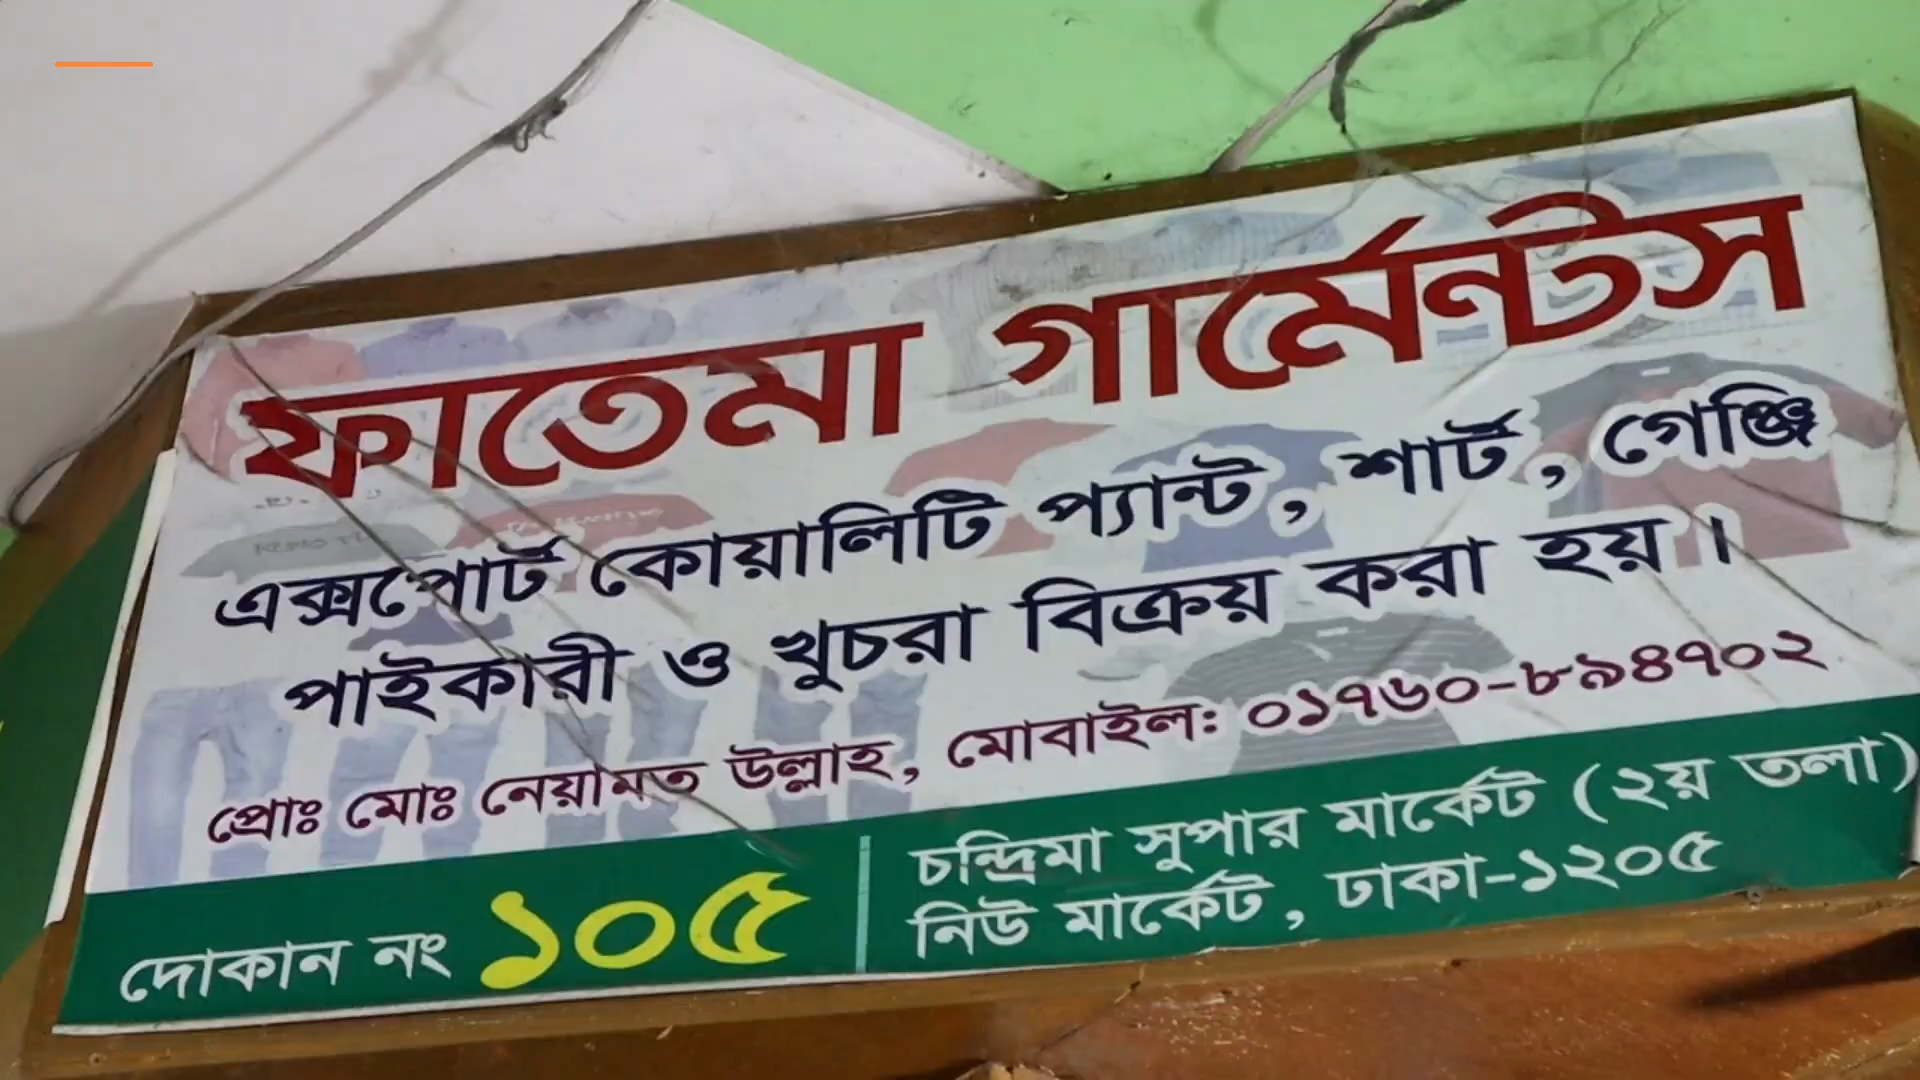 ফাতেমা গার্মেন্টস
এক্সপোর্ট কোয়ালিটি প্যান্ট, শার্ট, গেঞ্জি
পাইকারী ও খুচরা বিক্রয় করা হয়।
প্রোঃ মোঃ নেয়ামত উল্লাহ, মোবাইল: ০১৭৬০-৮৯৪৭০২
দোকান নং ১০৫
চন্দ্রিমা সুপার মার্কেট (২য় তলা)
নিউ মার্কেট, ঢাকা-১২০৫